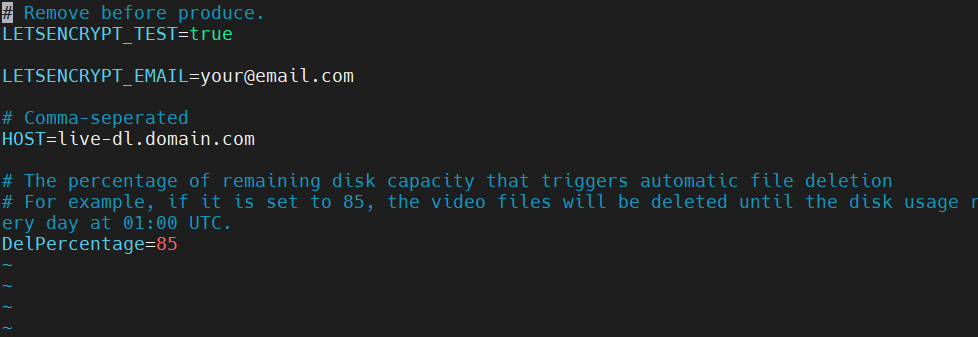 # Remove before produce.
LETSENCRYPT_TEST=true
LETSENCRYPT_EMAIL=your@email.com
# Comma-seperated
HOST=live-dl.domain.com
# The percentage of remaining disk capacity that triggers automatic file deletion
# For example, if it is set to 85, the video files will be deleted until the disk usage
ery day at 01:00 UTC.
DelPercentage=85
~
~
~
~